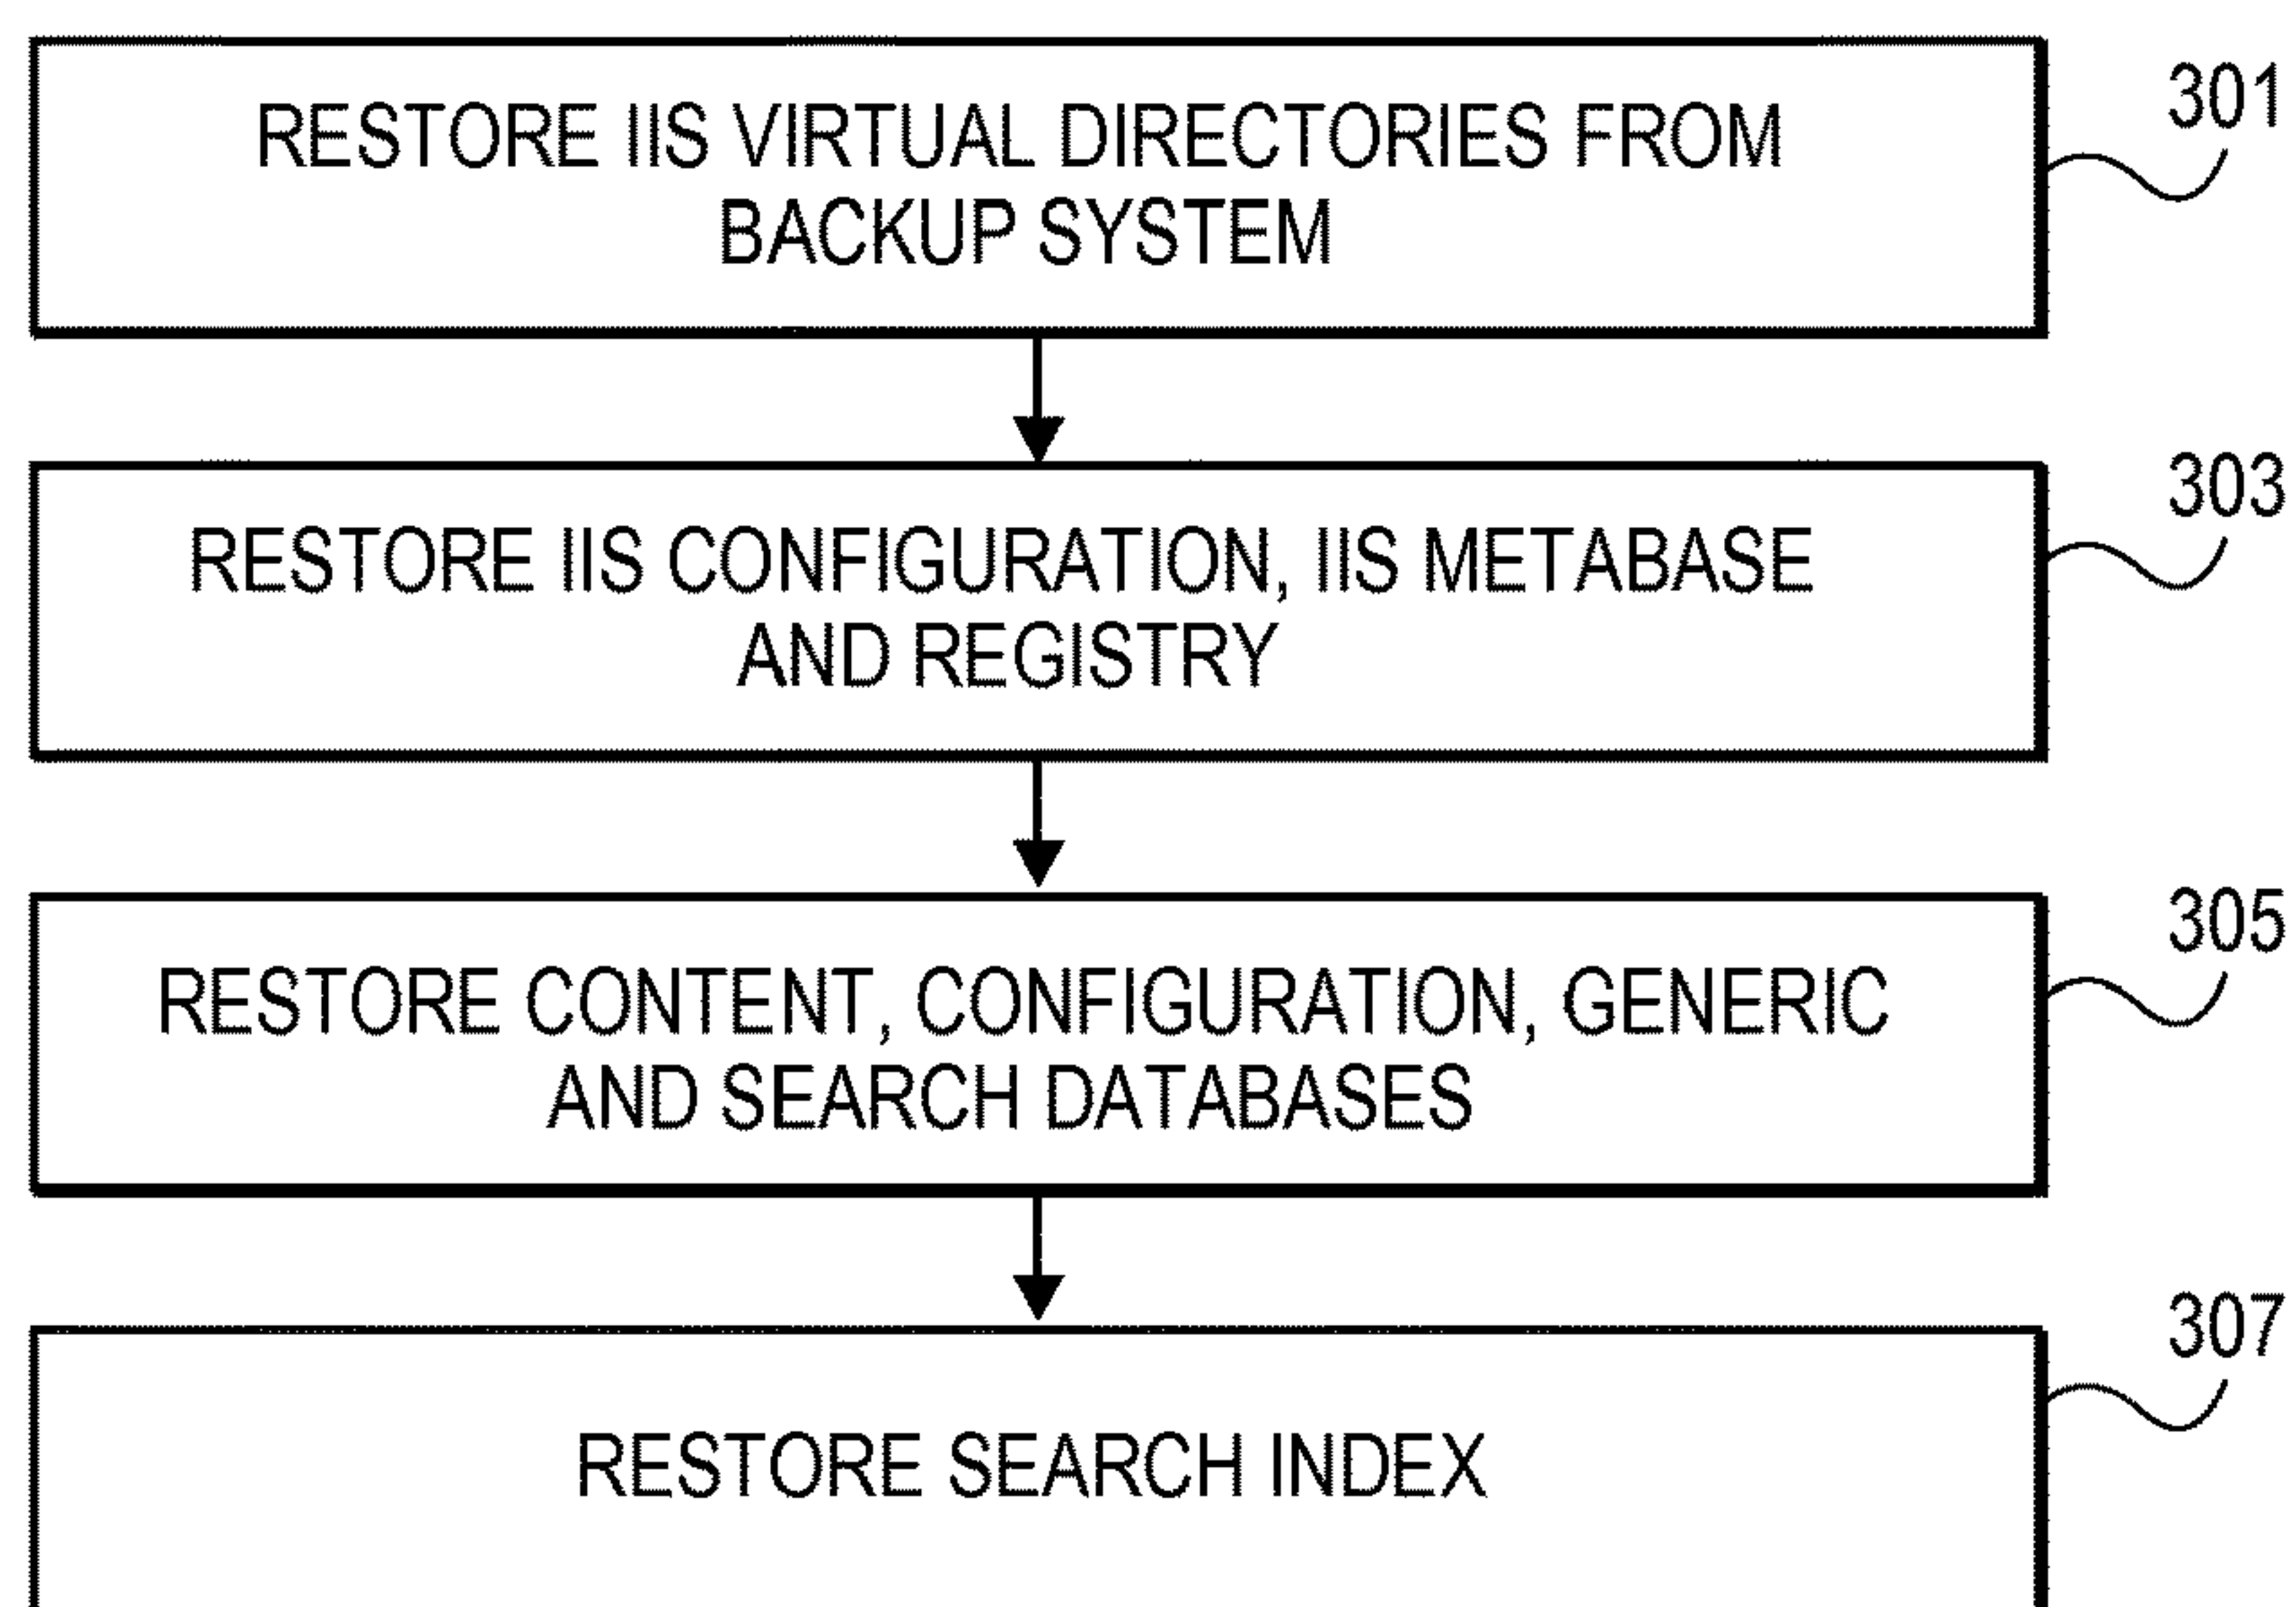 RESTORE IIS VIRTUAL DIRECTORIES FROM
BACKUP SYSTEM
301
RESTORE IIS CONFIGURATION, IIS METABASE
AND REGISTRY
303
RESTORE CONTENT, CONFIGURATION, GENERIC
AND SEARCH DATABASES
305
RESTORE SEARCH INDEX
307